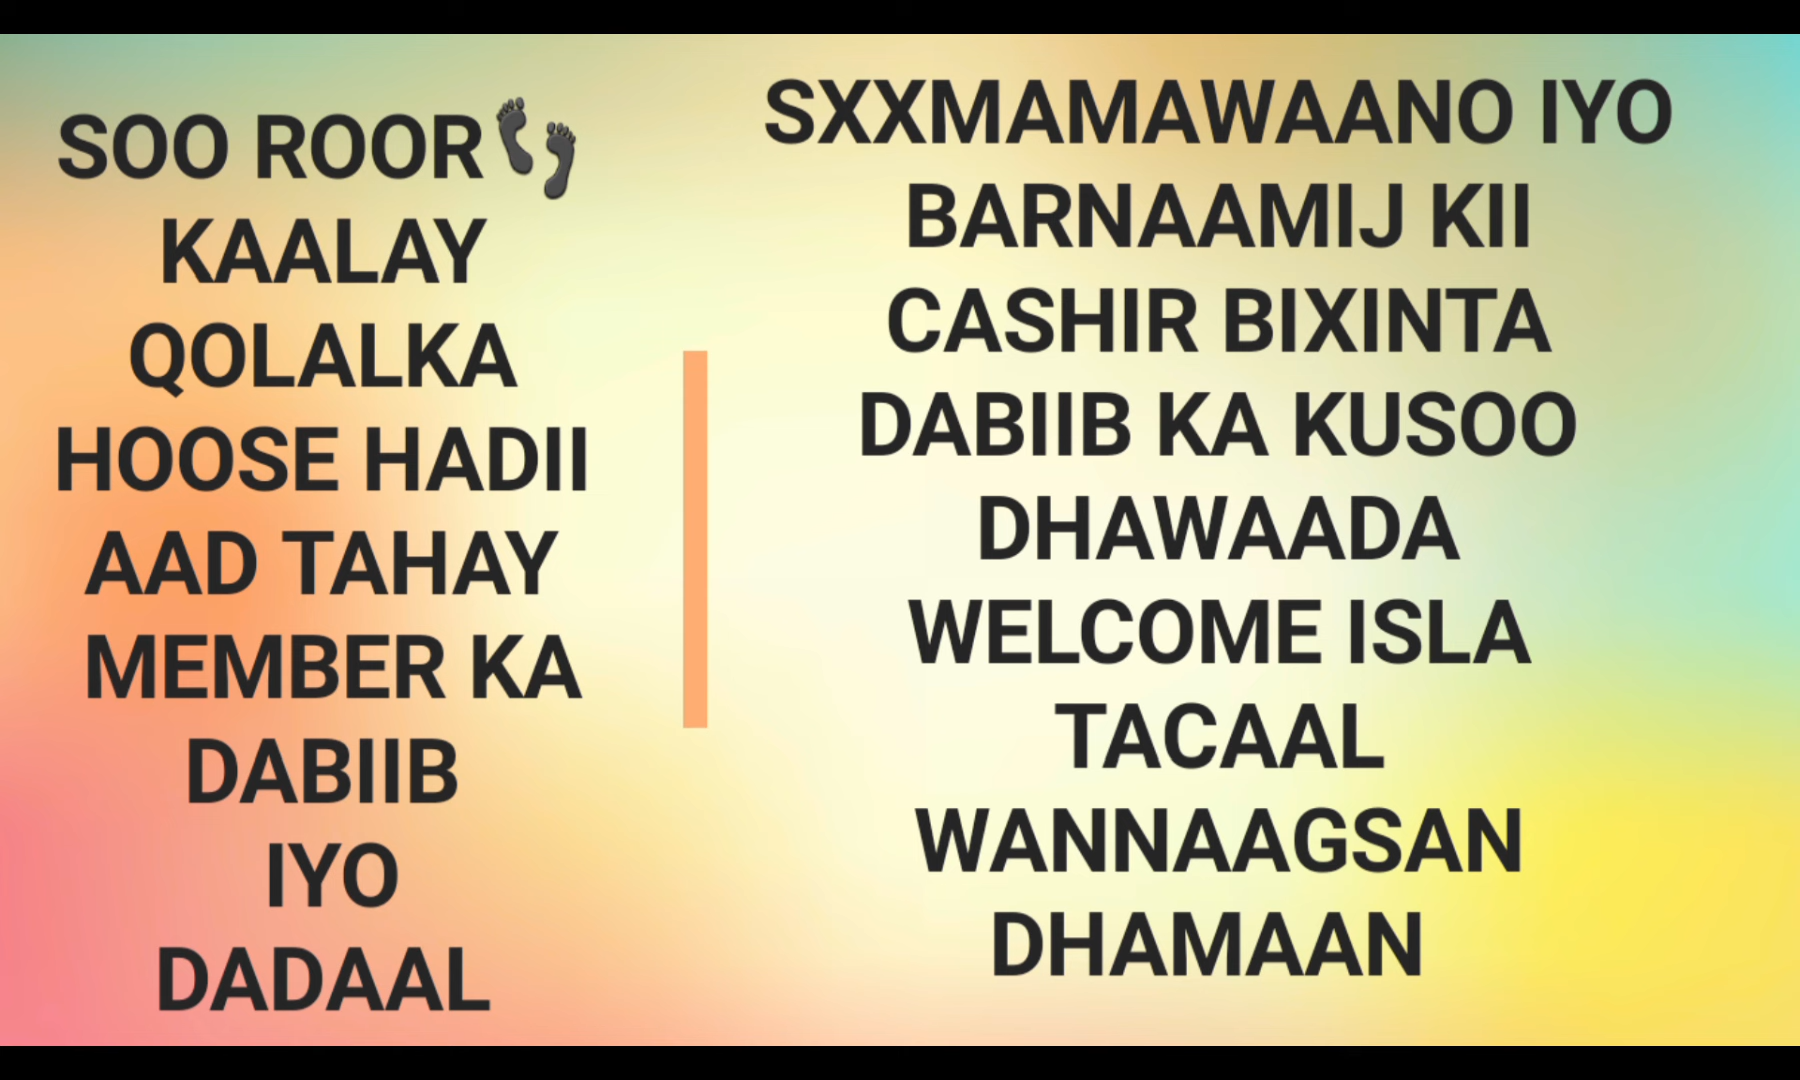 SOO ROOR👣
KAALAY
QOLALKA
HOOSE HADII
AAD TAHAY
MEMBER KA
DABIIB
IYO
DADAAL
SXXMAMAWAANO IYO
BARNAAMIJ KII
CASHIR BIXINTA
DABIIB KA KUSOO
DHAWAADA
WELCOME ISLA
TACAAL
WANNAAGSAN
DHAMAAN